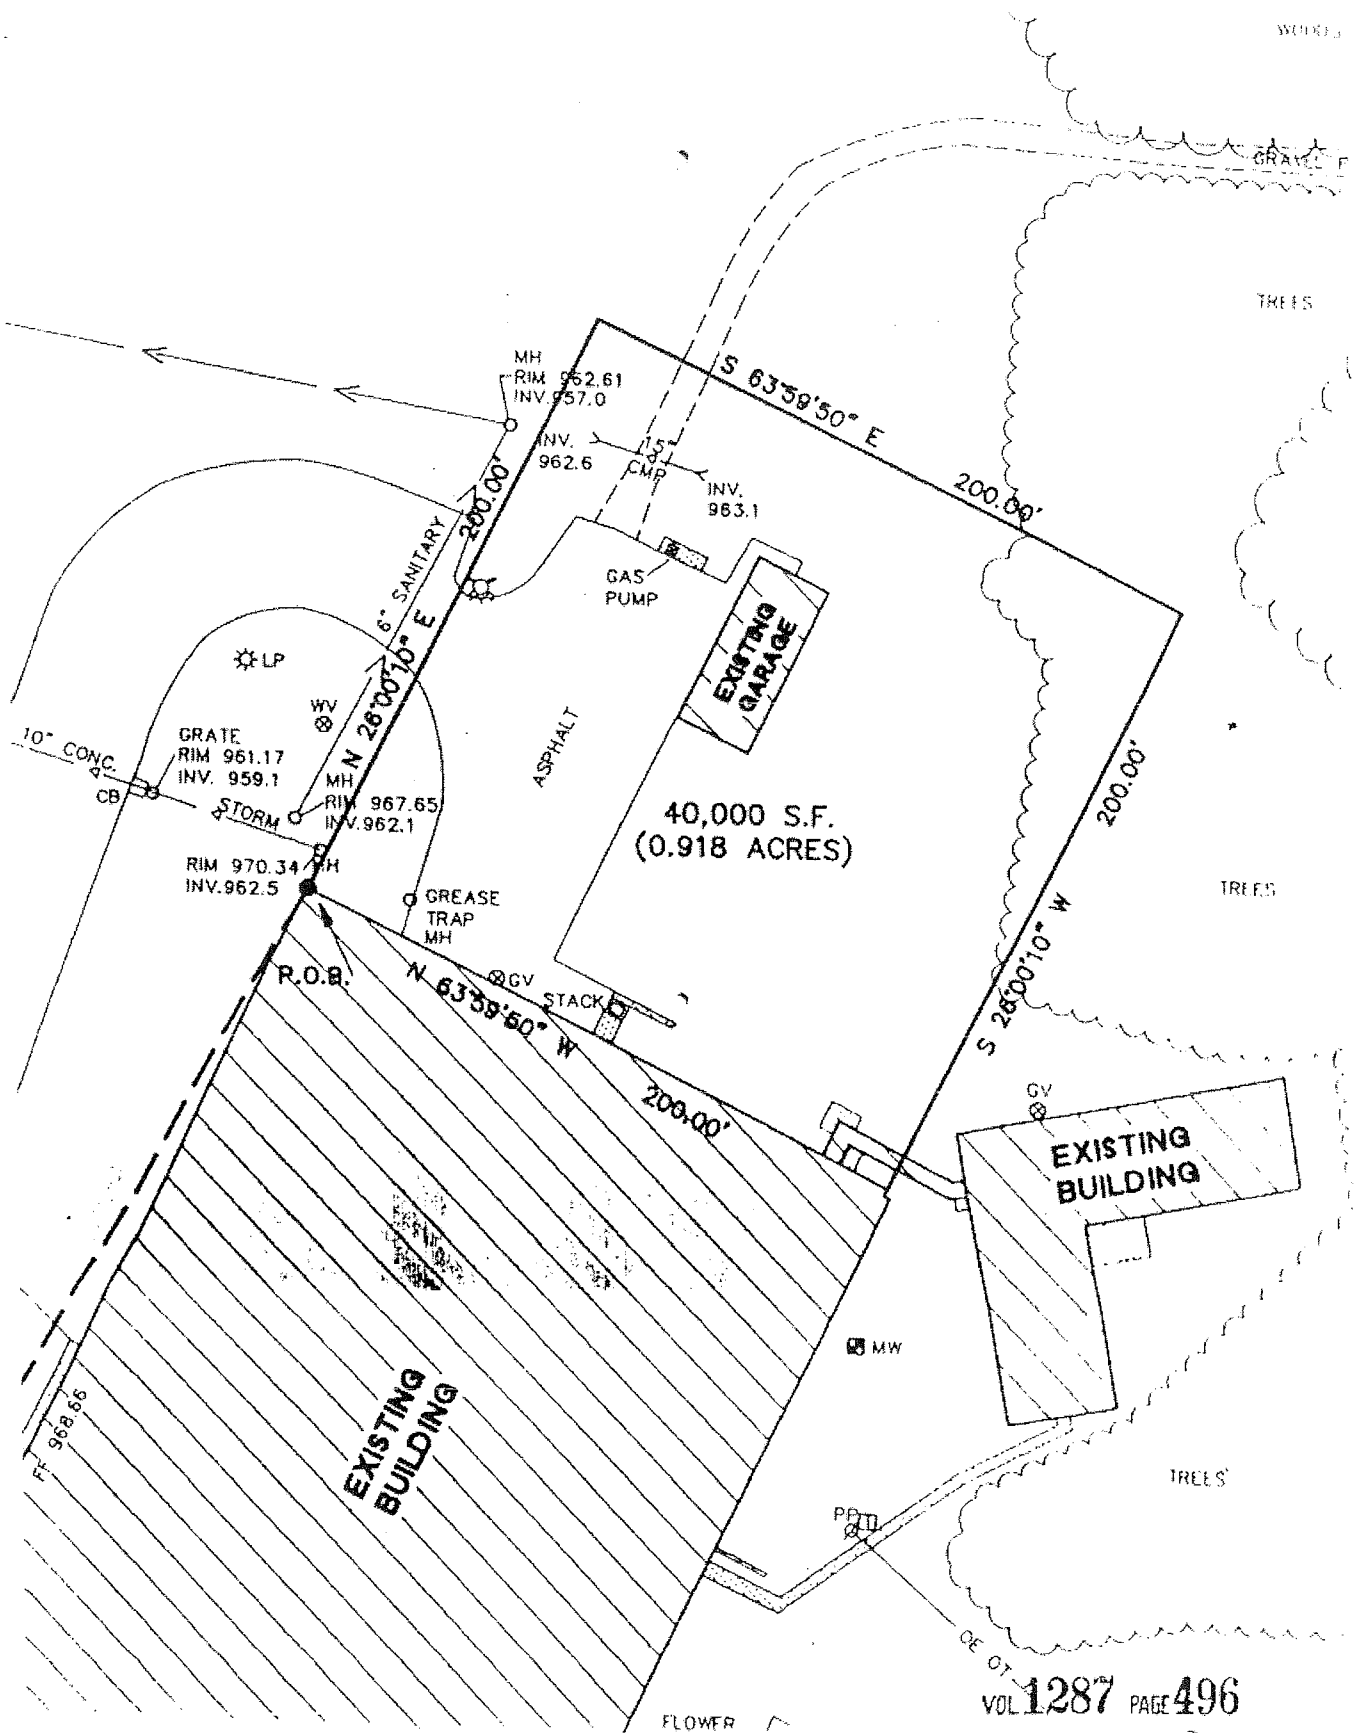 WOODS
GRAVEL
TREES
MH
RIM 962.61
INV. 957.0
S 63°59'50" E
200.00'
INV.
962.6
15"
CMP
INV.
963.1
200.00'
6" SANITARY
GAS
PUMP
EXISTING
GARAGE
N 26°00'10" E
LP
WV
ASPHALT
GRATE
RIM 961.17
INV. 959.1
10" CONC.
CB
STORM
MH
RIM 967.65
INV. 962.1
200.00'
40,000 S.F.
(0.918 ACRES)
RIM 970.34 MH
INV. 962.5
GREASE
TRAP
MH
TREES
P.O.B.
GV
N 63°59'50" W
STACK
S 26°00'10" W
200.00'
GV
EXISTING
BUILDING
MW
EXISTING
BUILDING
FF 968.66
TREES
PP
OE OT
VOL 1287 PAGE 496
FLOWER